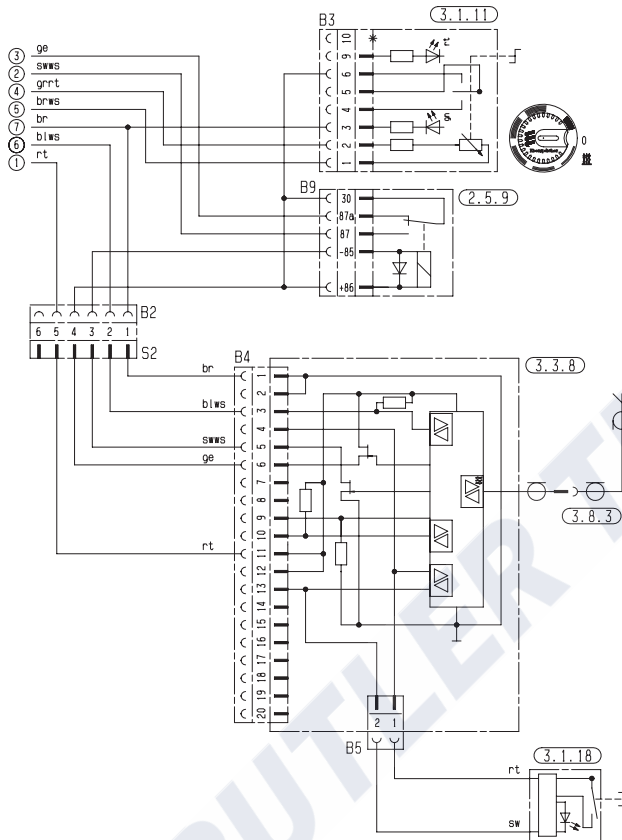 B3
3.1.11
3 ge
2 swws
4 grrt
5 brws
7 br
6 blws
1 rt
10
9
6
5
4
3
2
1
*
0
B9
2.5.9
30
87a
87
-85
+86
B2
6 5 4 3 2 1
S2
B4
3.3.8
br
blws
swws
ge
rt
1
2
3
4
5
6
7
8
9
10
11
12
13
14
15
16
17
18
19
20
3.8.3
2 1
B5
3.1.18
rt
sw
BUTLER T